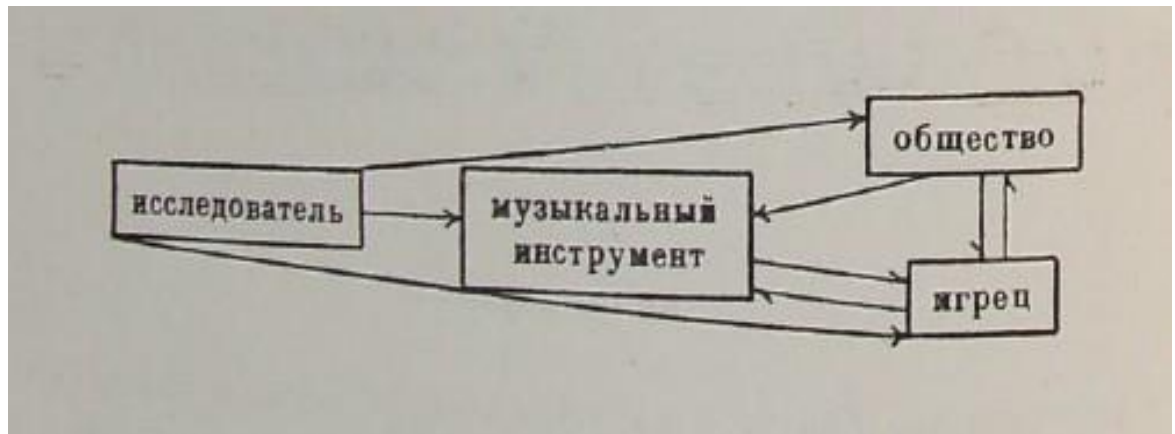 общество
исследователь
музыкальный
инструмент
игрец